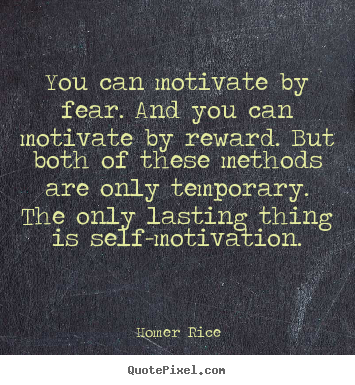 You can motivate by
fear. And you can
motivate by reward. But
both of these methods
are only temporary.
The only lasting thing
is self-motivation.
Homer Rice
QuotePixel.com